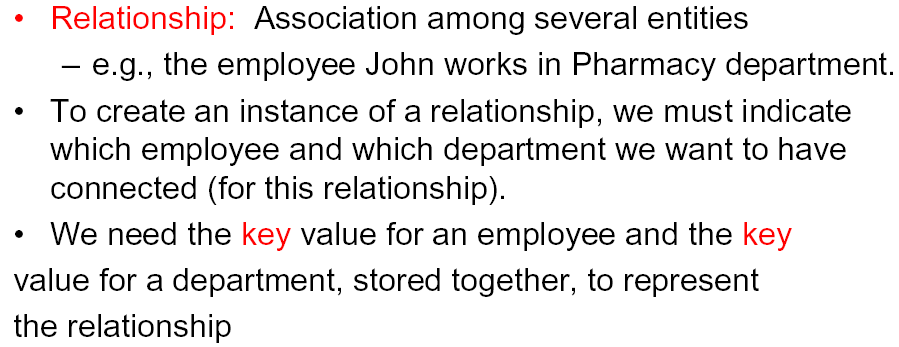 • Relationship: Association among several entities
– e.g., the employee John works in Pharmacy department.
• To create an instance of a relationship, we must indicate
which employee and which department we want to have
connected (for this relationship).
• We need the key value for an employee and the key
value for a department, stored together, to represent
the relationship